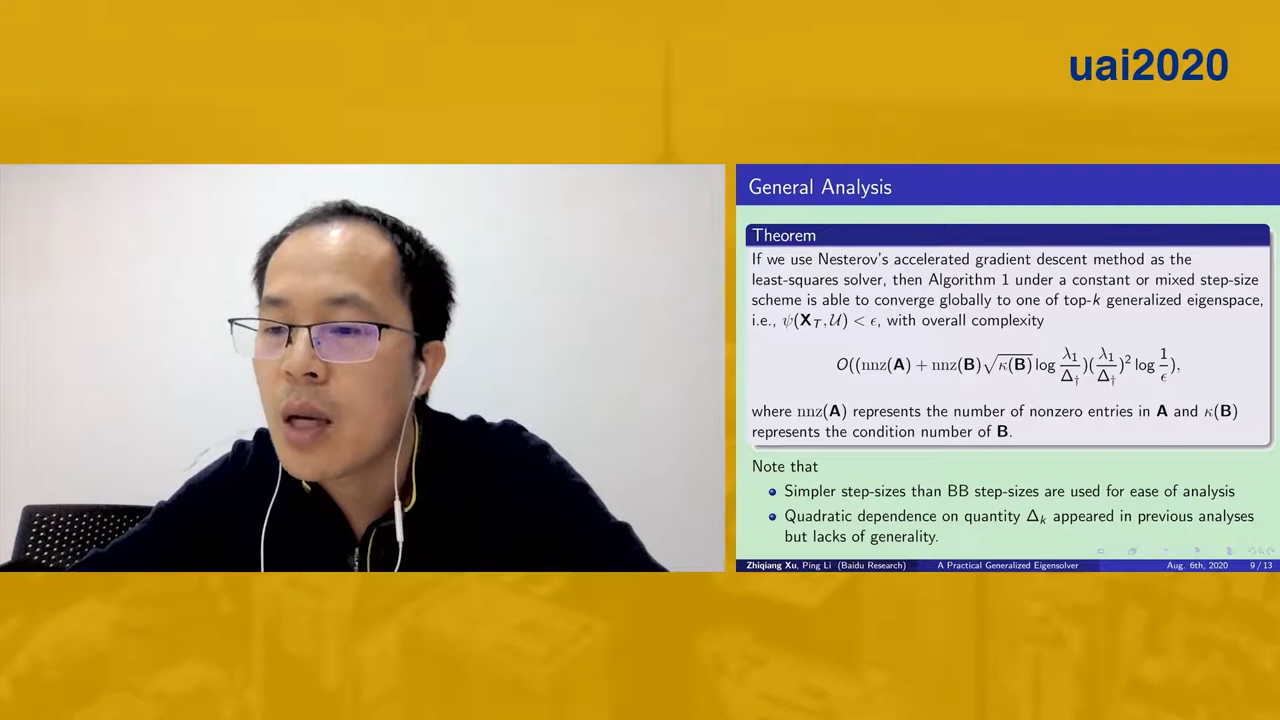 uai2020
General Analysis
Theorem
If we use Nesterov's accelerated gradient descent method as the
least-squares solver, then Algorithm 1 under a constant or mixed step-size
scheme is able to converge globally to one of top-k generalized eigenspace,
i.e., ψ(X_T, 𝒰) < ϵ, with overall complexity
O((nnz(A) + nnz(B)√κ(B) log λ₁/Δ†)(λ₁/Δ†)² log 1/ϵ),
where nnz(A) represents the number of nonzero entries in A and κ(B)
represents the condition number of B.
Note that
Simpler step-sizes than BB step-sizes are used for ease of analysis
Quadratic dependence on quantity Δₖ appeared in previous analyses
but lacks of generality.
Zhiqiang Xu, Ping Li (Baidu Research) A Practical Generalized Eigensolver Aug. 6th, 2020 9 / 13